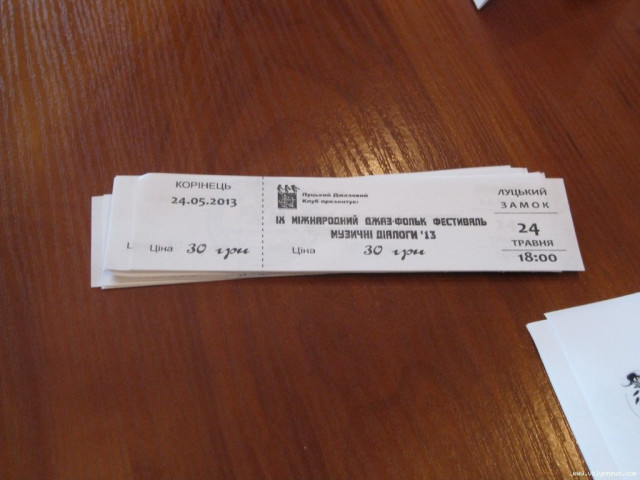 КОРІНЕЦЬ
24.05.2013
Ціна 30 грн
Луцький Джазовий
Клуб презентує:
ІХ МІЖНАРОДНИЙ ДЖАЗ-ФОЛЬК ФЕСТИВАЛЬ
МУЗИЧНІ ДІАЛОГИ '13
Ціна 30 грн
ЛУЦЬКИЙ
ЗАМОК
24
ТРАВНЯ
18:00